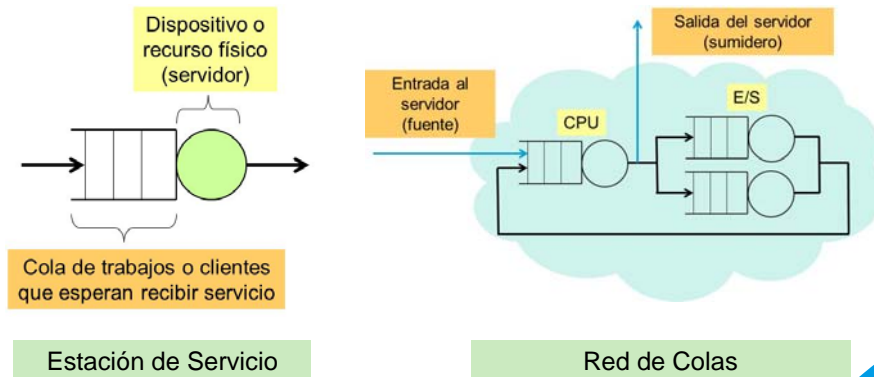 Dispositivo o
recurso físico
(servidor)
Cola de trabajos o clientes
que esperan recibir servicio
Estación de Servicio
Salida del servidor
(sumidero)
Entrada al
servidor
(fuente)
CPU
E/S
Red de Colas